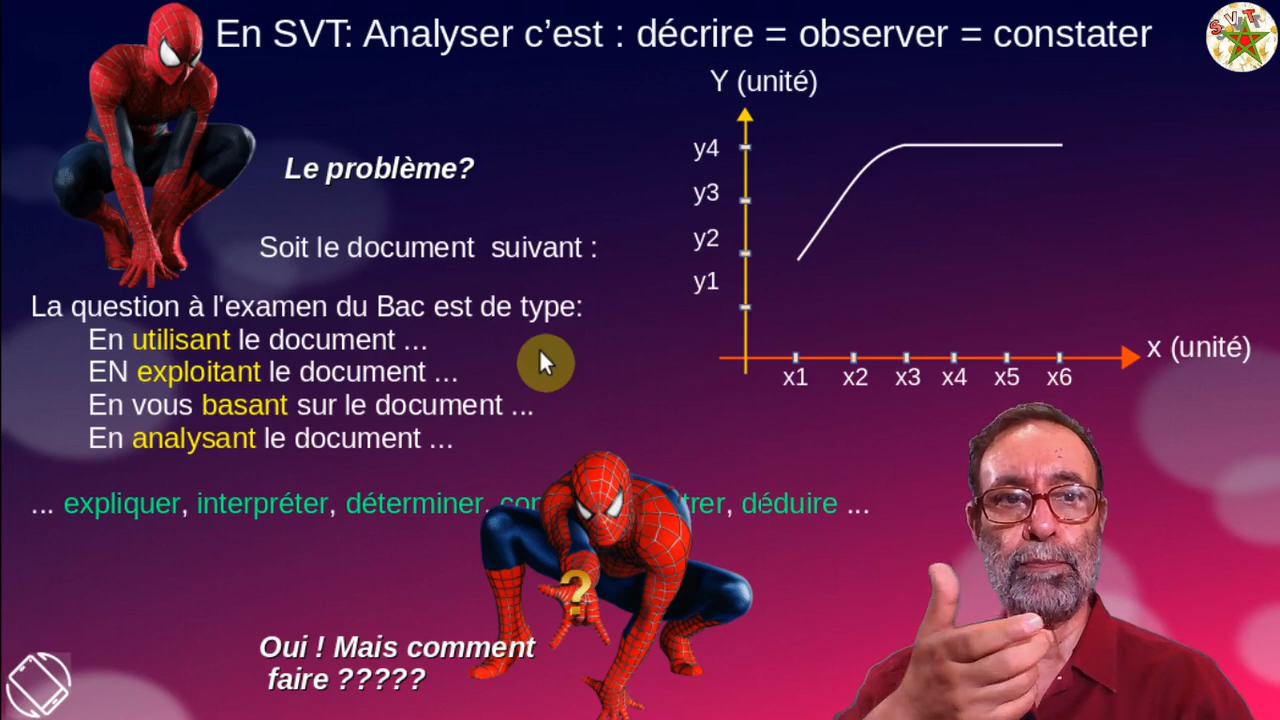 En SVT: Analyser c’est : décrire = observer = constater
SVT
Y (unité)
y4
Le problème?
y3
y2
Soit le document suivant :
y1
La question à l'examen du Bac est de type:
En utilisant le document ...
x (unité)
EN exploitant le document ...
x1 x2 x3 x4 x5 x6
En vous basant sur le document ...
En analysant le document ...
... expliquer, interpréter, déterminer, déduire ...
?
Oui ! Mais comment
faire ?????